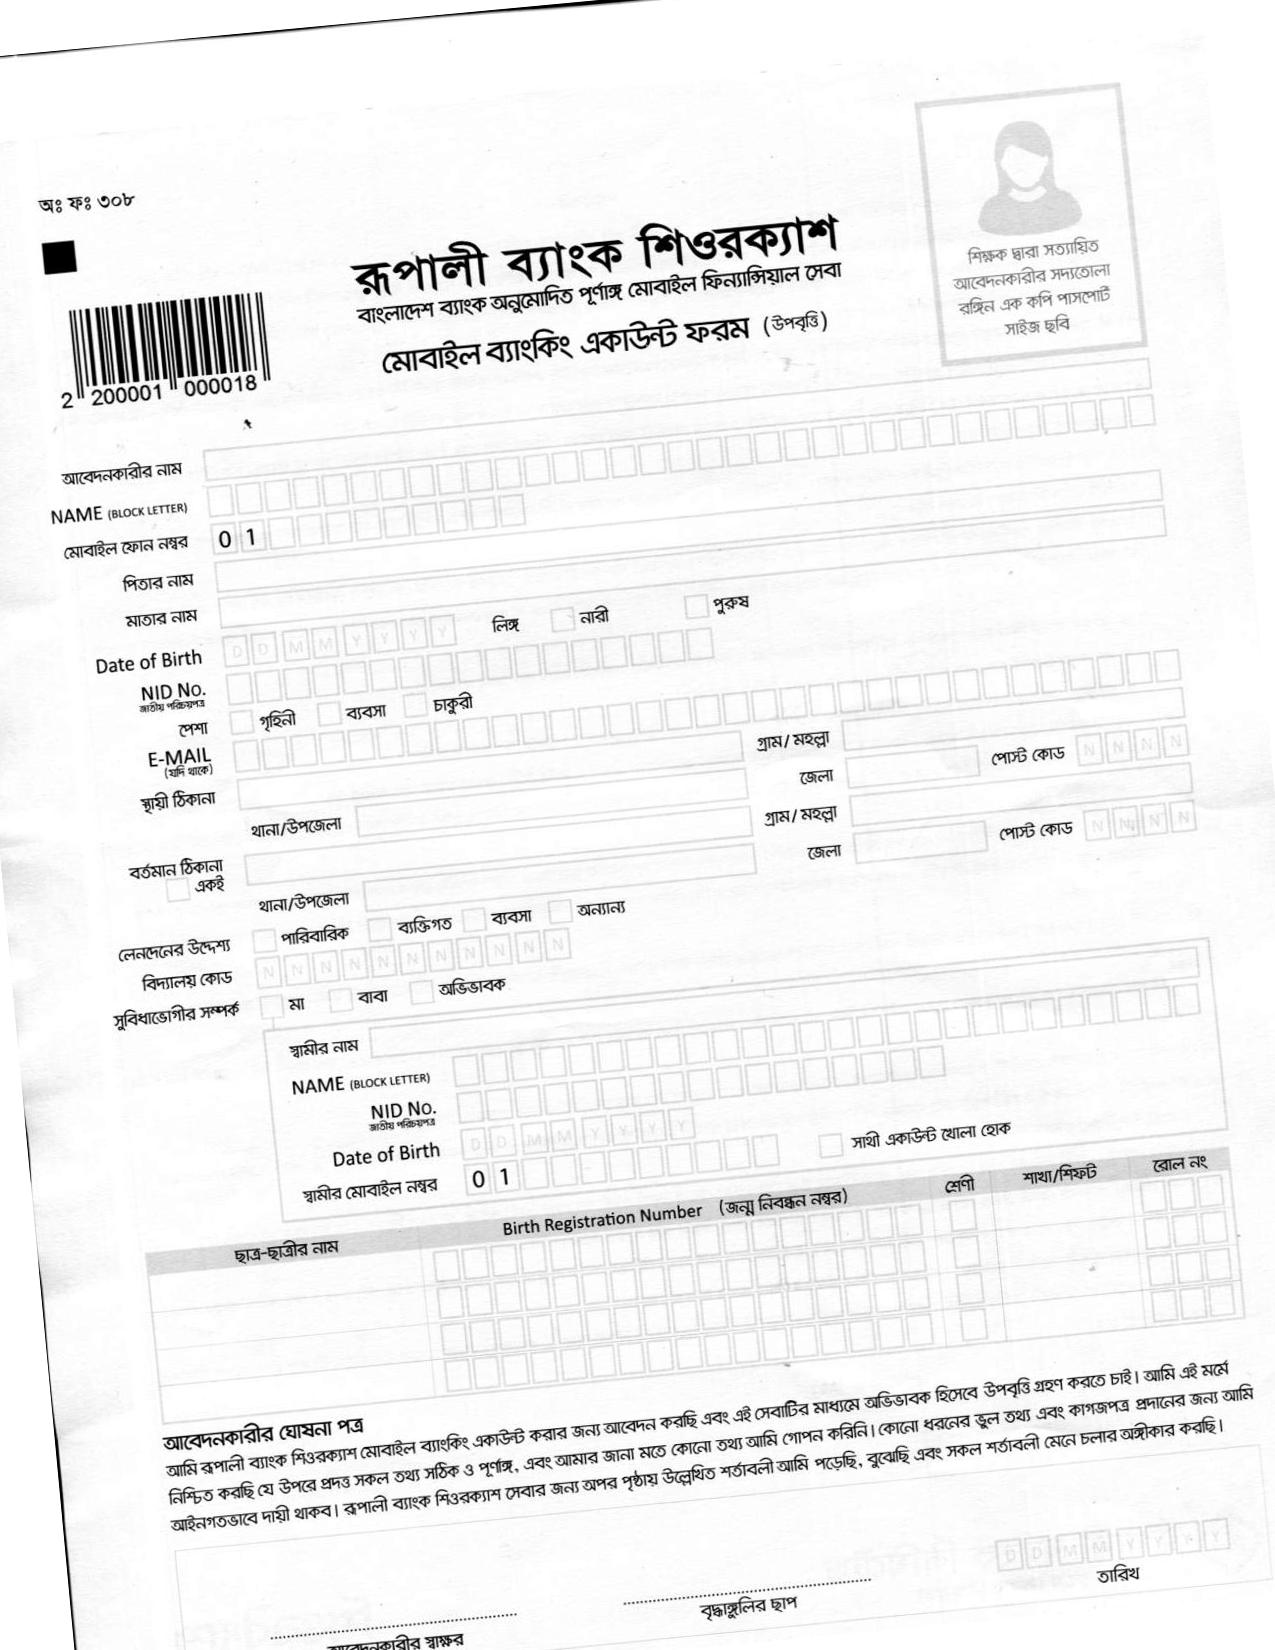 অঃ ফঃ ৩০৮
রূপালী ব্যাংক শিওরক্যাশ
বাংলাদেশ ব্যাংক অনুমোদিত পূর্ণাঙ্গ মোবাইল ফিন্যান্সিয়াল সেবা
মোবাইল ব্যাংকিং একাউন্ট ফরম (উপবৃত্তি)
শিক্ষক দ্বারা সত্যায়িত
আবেদনকারীর সদ্যতোলা
রঙ্গিন এক কপি পাসপোর্ট
সাইজ ছবি
2 200001 000018
আবেদনকারীর নাম
NAME (BLOCK LETTER)
মোবাইল ফোন নম্বর 0 1
পিতার নাম
মাতার নাম
Date of Birth D D M M Y Y Y Y লিঙ্গ নারী পুরুষ
NID No.
জাতীয় পরিচয়পত্র
পেশা গৃহিনী ব্যবসা চাকুরী
E-MAIL
(যদি থাকে)
স্থায়ী ঠিকানা গ্রাম/ মহল্লা
থানা/উপজেলা জেলা পোস্ট কোড N N N N
বর্তমান ঠিকানা গ্রাম/ মহল্লা
একই
থানা/উপজেলা জেলা পোস্ট কোড N N N N
লেনদেনের উদ্দেশ্য পারিবারিক ব্যক্তিগত ব্যবসা অন্যান্য
বিদ্যালয় কোড N N N N N N N N N N N
সুবিধাভোগীর সম্পর্ক মা বাবা অভিভাবক
স্বামীর নাম
NAME (BLOCK LETTER)
NID No.
জাতীয় পরিচয়পত্র
Date of Birth D D M M Y Y Y Y
স্বামীর মোবাইল নম্বর 0 1 সাথী একাউন্ট খোলা হোক
ছাত্র-ছাত্রীর নাম Birth Registration Number (জন্ম নিবন্ধন নম্বর) শ্রেণী শাখা/শিফট রোল নং
আবেদনকারীর ঘোষনা পত্র
আমি রূপালী ব্যাংক শিওরক্যাশ মোবাইল ব্যাংকিং একাউন্ট করার জন্য আবেদন করছি এবং এই সেবাটির মাধ্যমে অভিভাবক হিসেবে উপবৃত্তি গ্রহণ করতে চাই। আমি এই মর্মে
নিশ্চিত করছি যে উপরে প্রদত্ত সকল তথ্য সঠিক ও পূর্ণাঙ্গ, এবং আমার জানা মতে কোনো তথ্য আমি গোপন করিনি। কোনো ধরনের ভুল তথ্য এবং কাগজপত্র প্রদানের জন্য আমি
আইনগতভাবে দায়ী থাকব। রূপালী ব্যাংক শিওরক্যাশ সেবার জন্য অপর পৃষ্ঠায় উল্লেখিত শর্তাবলী আমি পড়েছি, বুঝেছি এবং সকল শর্তাবলী মেনে চলার অঙ্গীকার করছি।
D D M M Y Y Y Y
আবেদনকারীর স্বাক্ষর বৃদ্ধাঙ্গুলির ছাপ তারিখ